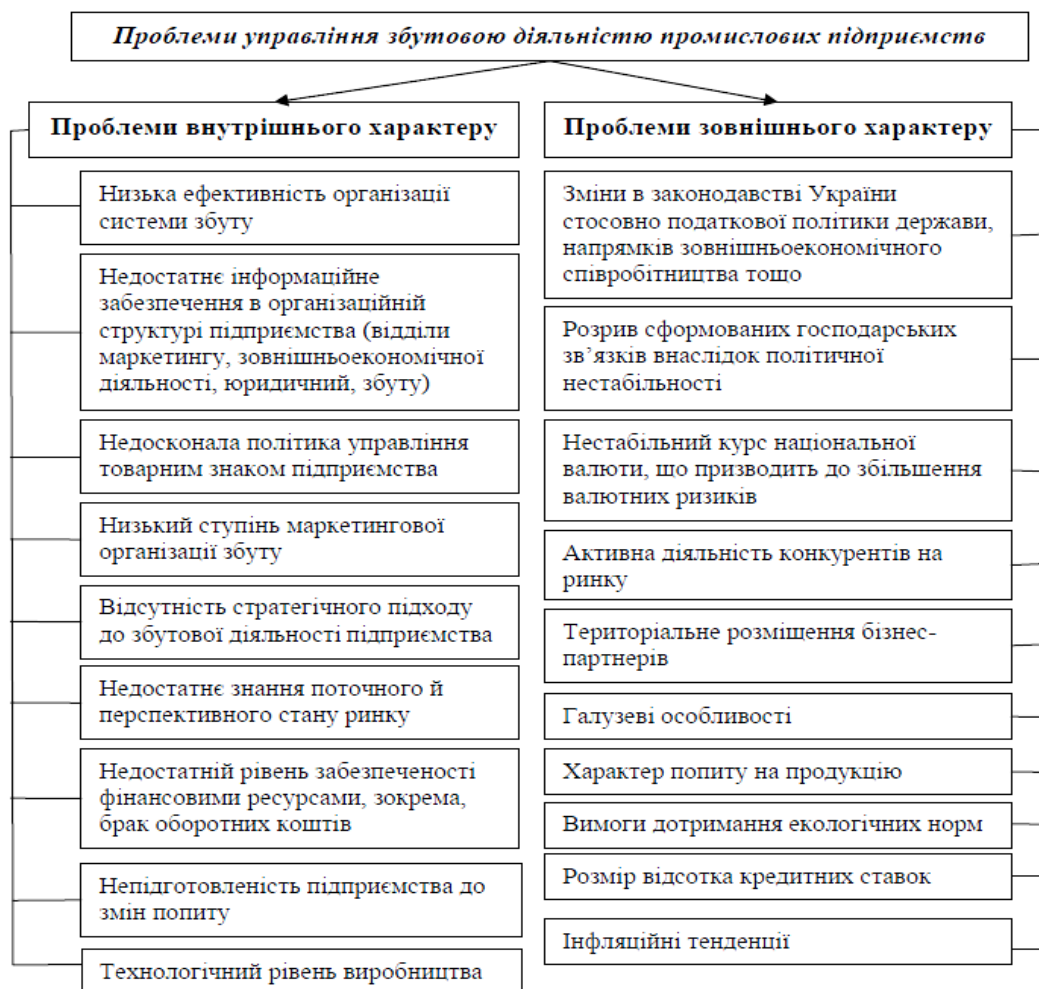 Проблеми управління збутовою діяльністю промислових підприємств
Проблеми внутрішнього характеру
Низька ефективність організації
системи збуту
Недостатнє інформаційне
забезпечення в організаційній
структурі підприємства (відділи
маркетингу, зовнішньоекономічної
діяльності, юридичний, збуту)
Недосконала політика управління
товарним знаком підприємства
Низький ступінь маркетингової
організації збуту
Відсутність стратегічного підходу
до збутової діяльності підприємства
Недостатнє знання поточного й
перспективного стану ринку
Недостатній рівень забезпеченості
фінансовими ресурсами, зокрема,
брак оборотних коштів
Непідготовленість підприємства до
змін попиту
Технологічний рівень виробництва
Проблеми зовнішнього характеру
Зміни в законодавстві України
стосовно податкової політики держави,
напрямків зовнішньоекономічного
співробітництва тощо
Розрив сформованих господарських
зв’язків внаслідок політичної
нестабільності
Нестабільний курс національної
валюти, що призводить до збільшення
валютних ризиків
Активна діяльність конкурентів на
ринку
Територіальне розміщення бізнес-
партнерів
Галузеві особливості
Характер попиту на продукцію
Вимоги дотримання екологічних норм
Розмір відсотка кредитних ставок
Інфляційні тенденції